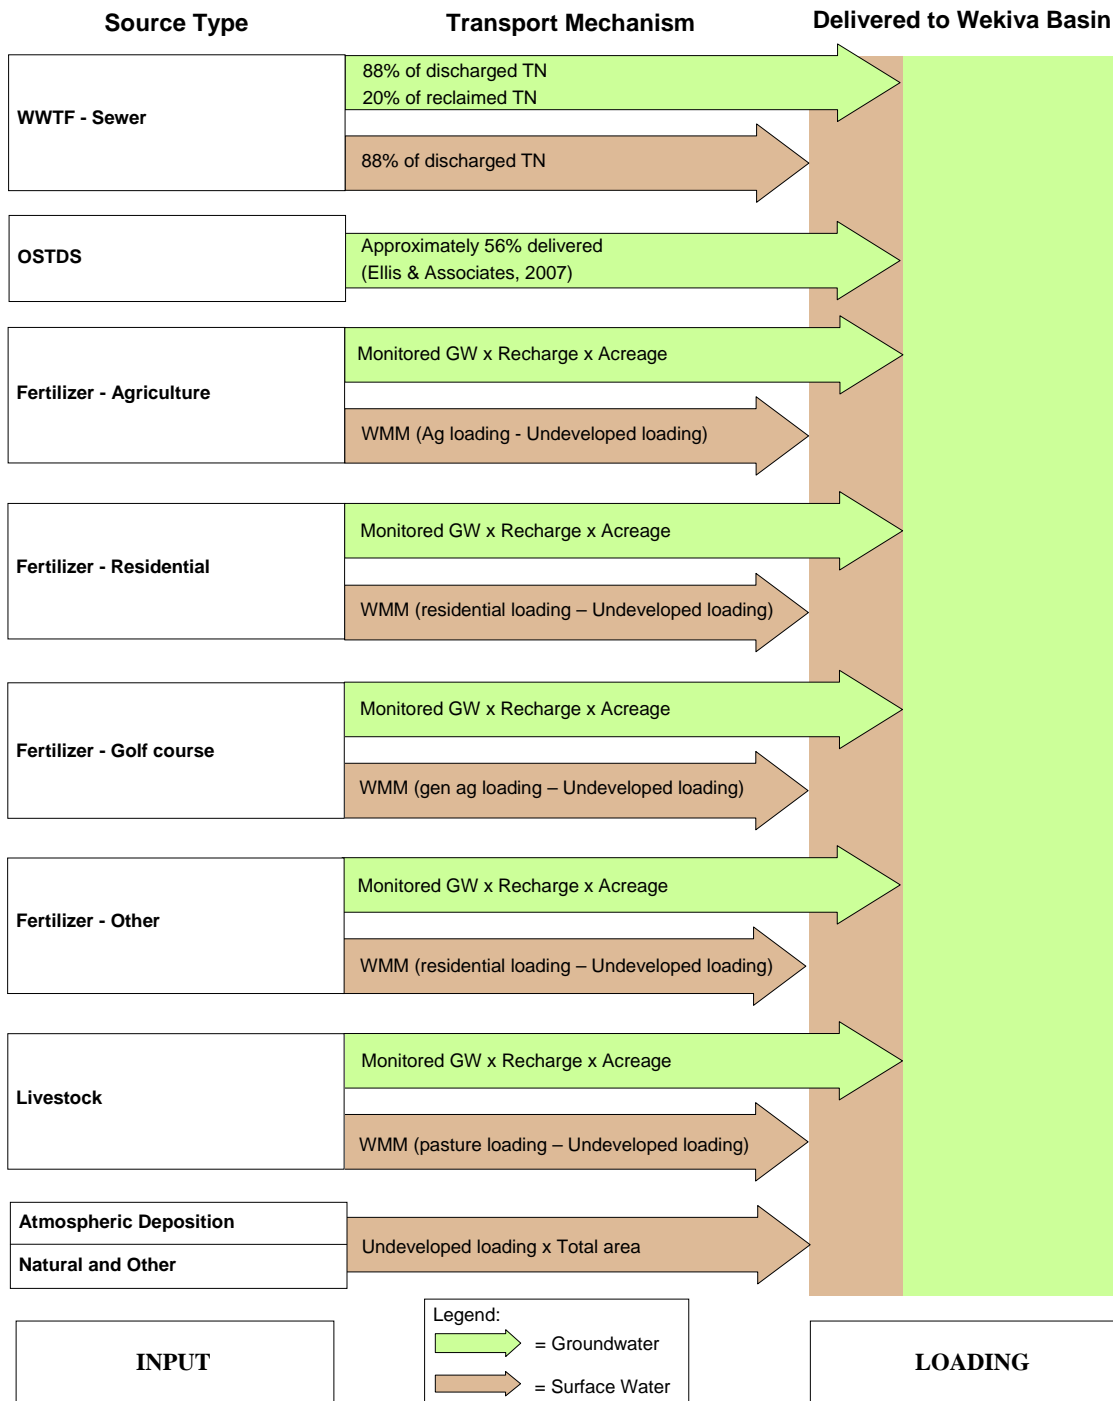 Source Type
Transport Mechanism
Delivered to Wekiva Basin
WWTF - Sewer
88% of discharged TN
20% of reclaimed TN
88% of discharged TN
OSTDS
Approximately 56% delivered
(Ellis & Associates, 2007)
Fertilizer - Agriculture
Monitored GW x Recharge x Acreage
WMM (Ag loading - Undeveloped loading)
Fertilizer - Residential
Monitored GW x Recharge x Acreage
WMM (residential loading – Undeveloped loading)
Fertilizer - Golf course
Monitored GW x Recharge x Acreage
WMM (gen ag loading – Undeveloped loading)
Fertilizer - Other
Monitored GW x Recharge x Acreage
WMM (residential loading – Undeveloped loading)
Livestock
Monitored GW x Recharge x Acreage
WMM (pasture loading – Undeveloped loading)
Atmospheric Deposition
Natural and Other
Undeveloped loading x Total area
INPUT
Legend:
= Groundwater
= Surface Water
LOADING